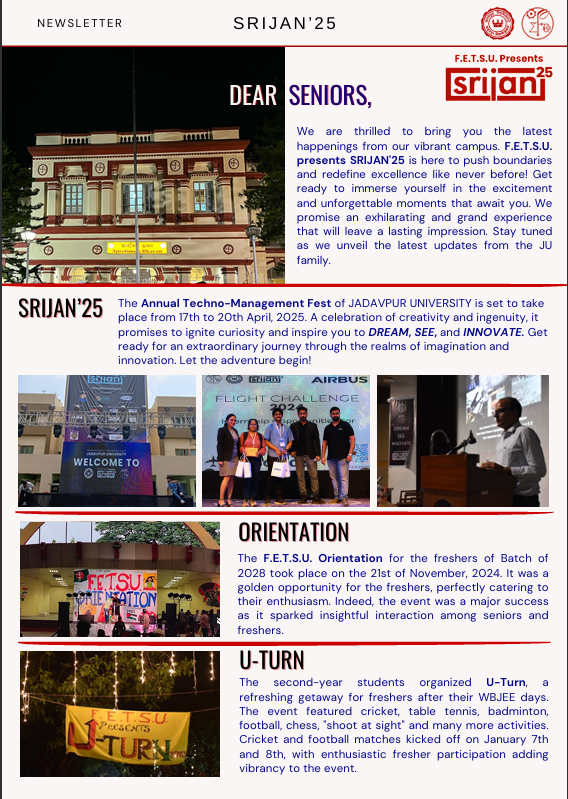 NEWSLETTER
SRIJAN'25
F.E.T.S.U. Presents
srijan 25
DEAR SENIORS,
We are thrilled to bring you the latest
happenings from our vibrant campus. F.E.T.S.U.
presents SRIJAN'25 is here to push boundaries
and redefine excellence like never before! Get
ready to immerse yourself in the excitement
and unforgettable moments that await you. We
promise an exhilarating and grand experience
that will leave a lasting impression. Stay tuned
as we unveil the latest updates from the JU
family.
SRIJAN'25
The Annual Techno-Management Fest of JADAVPUR UNIVERSITY is set to take
place from 17th to 20th April, 2025. A celebration of creativity and ingenuity, it
promises to ignite curiosity and inspire you to DREAM, SEE, and INNOVATE. Get
ready for an extraordinary journey through the realms of imagination and
innovation. Let the adventure begin!
srijan
JADAVPUR UNIVERSITY
WELCOME TO
srijan
AIRBUS
FLIGHT CHALLENGE
2024
DREAM
SEE
INNOVATE
ORIENTATION
The F.E.T.S.U. Orientation for the freshers of Batch of
2028 took place on the 21st of November, 2024. It was a
golden opportunity for the freshers, perfectly catering to
their enthusiasm. Indeed, the event was a major success
as it sparked insightful interaction among seniors and
freshers.
FETSU
ORIENTATION
U-TURN
The second-year students organized U-Turn, a
refreshing getaway for freshers after their WBJEE days.
The event featured cricket, table tennis, badminton,
football, chess, "shoot at sight" and many more activities.
Cricket and football matches kicked off on January 7th
and 8th, with enthusiastic fresher participation adding
vibrancy to the event.
F.E.T.S.U.
PRESENTS
U-TURN